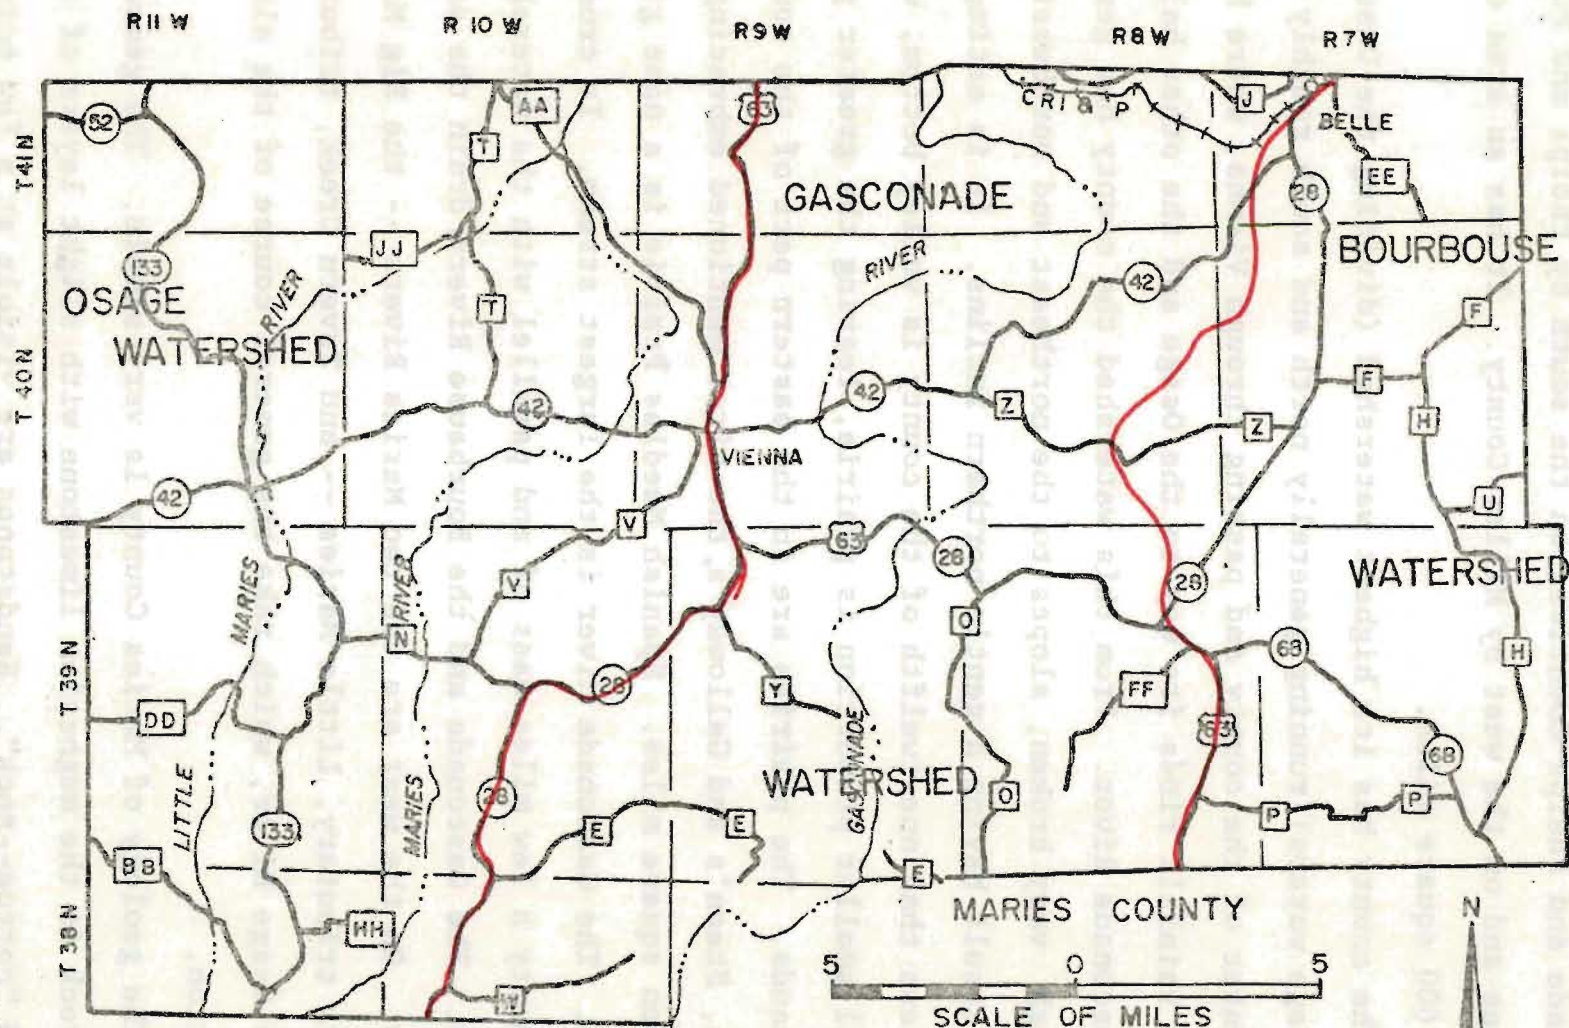 R11W R10W R9W R8W R7W
T41N
T40N
T39N
T38N
52
T
AA
63
CRI & P
J
BELLE
EE
28
GASCONADE
JJ
133
OSAGE
WATERSHED
RIVER
T
RIVER
42
BOURBOUSE
F
F
H
42
42
Z
Z
VIENNA
42
V
63
28
U
WATERSHED
28
MARIES
RIVER
V
N
O
H
68
DD
28
Y
FF
63
GASCONADE
68
LITTLE
MARIES
28
WATERSHED
E
E
O
P
P
133
BB
E
HH
MARIES COUNTY
N
5 0 5
SCALE OF MILES